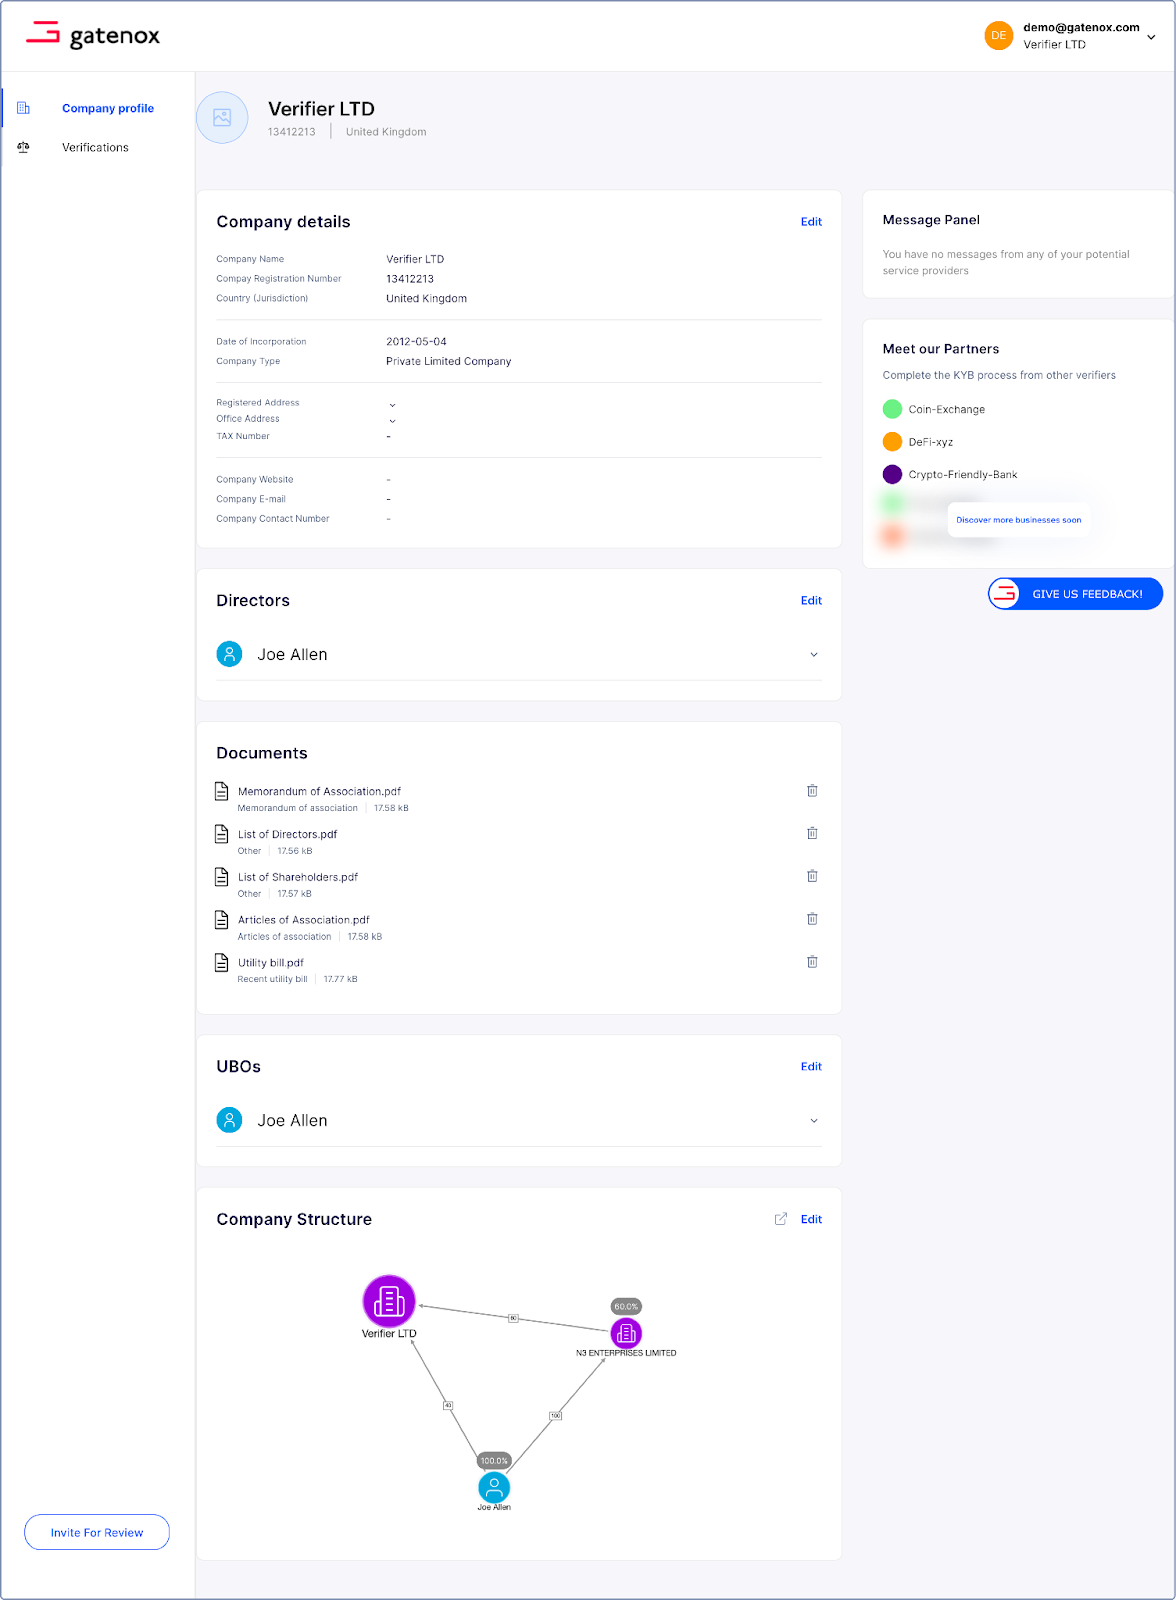 gatenox
DE
demo@gatenox.com
Verifier LTD
Company profile
Verifications
Verifier LTD
13412213 | United Kingdom
Company details
Edit
Company Name Verifier LTD
Compay Registration Number 13412213
Country (Jurisdiction) United Kingdom
Date of Incorporation 2012-05-04
Company Type Private Limited Company
Registered Address
Office Address
TAX Number -
Company Website -
Company E-mail -
Company Contact Number -
Message Panel
You have no messages from any of your potential
service providers
Meet our Partners
Complete the KYB process from other verifiers
Coin-Exchange
DeFi-xyz
Crypto-Friendly-Bank
Discover more businesses soon
GIVE US FEEDBACK!
Directors
Edit
Joe Allen
Documents
Memorandum of Association.pdf
Memorandum of association | 17.58 kB
List of Directors.pdf
Other | 17.56 kB
List of Shareholders.pdf
Other | 17.57 kB
Articles of Association.pdf
Articles of association | 17.58 kB
Utility bill.pdf
Recent utility bill | 17.77 kB
UBOs
Edit
Joe Allen
Company Structure
Edit
60.0%
60
Verifier LTD
N3 ENTERPRISES LIMITED
40
100
100.0%
Joe Allen
Invite For Review